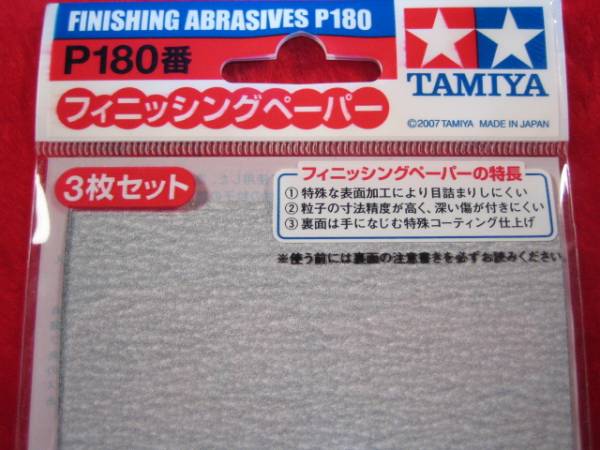 FINISHING ABRASIVES P180
P180番
フィニッシングペーパー
TAMIYA
©2007 TAMIYA MADE IN JAPAN
3枚セット
フィニッシングペーパーの特長
① 特殊な表面加工により目詰まりしにくい
② 粒子の寸法精度が高く、深い傷が付きにくい
③ 裏面は手になじむ特殊コーティング仕上げ
※使う前には裏面の注意書きを必ずお読みください。